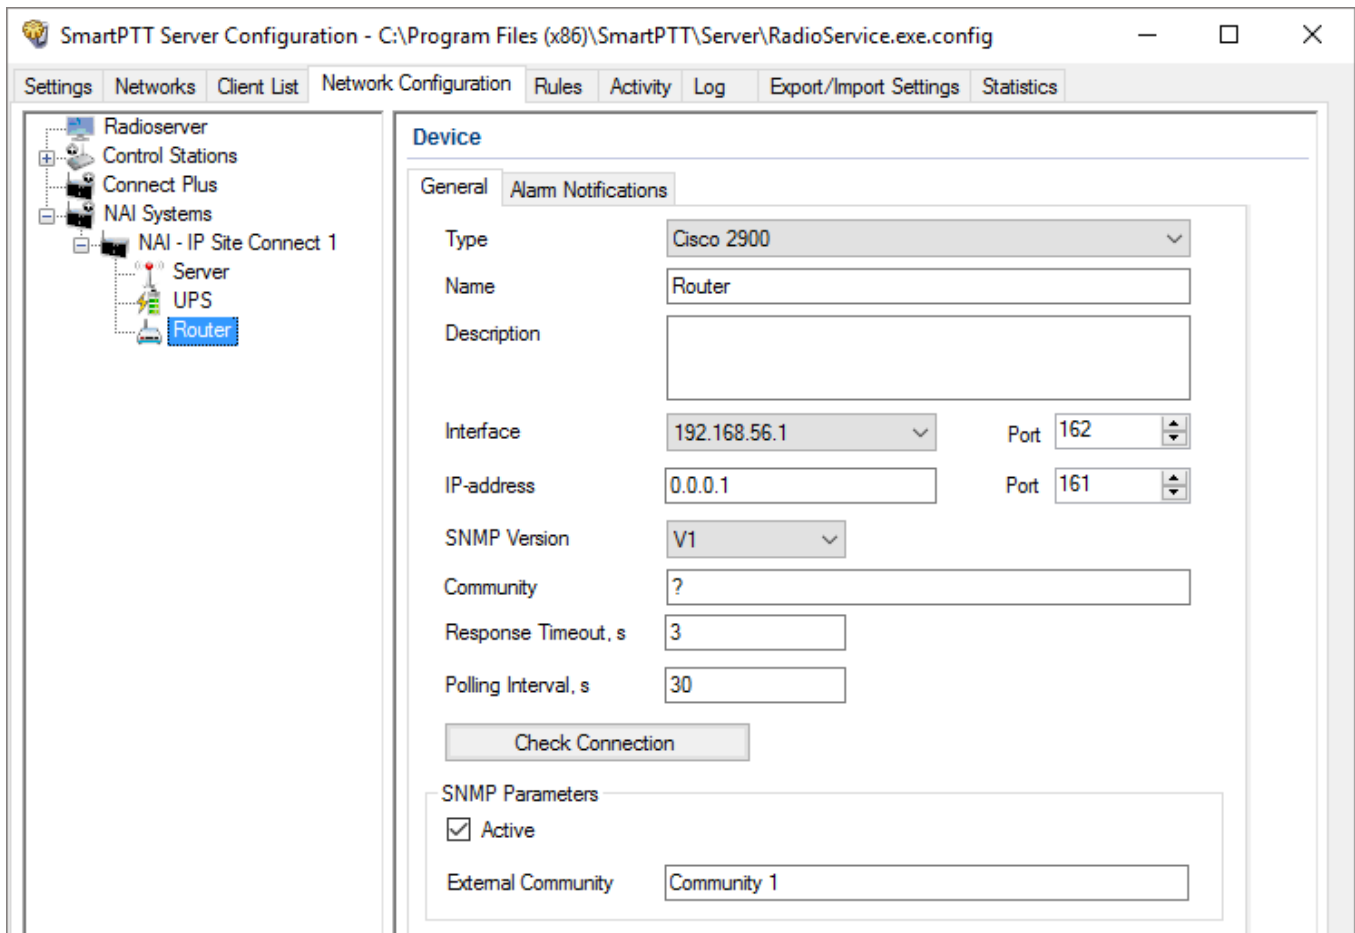 SmartPTT Server Configuration - C:\Program Files (x86)\SmartPTT\Server\RadioService.exe.config
Settings Networks Client List Network Configuration Rules Activity Log Export/Import Settings Statistics
Radioserver
Control Stations
Connect Plus
NAI Systems
NAI - IP Site Connect 1
Server
UPS
Router
Device
General Alarm Notifications
Type Cisco 2900
Name Router
Description
Interface 192.168.56.1 Port 162
IP-address 0.0.0.1 Port 161
SNMP Version V1
Community ?
Response Timeout, s 3
Polling Interval, s 30
Check Connection
SNMP Parameters
Active
External Community Community 1